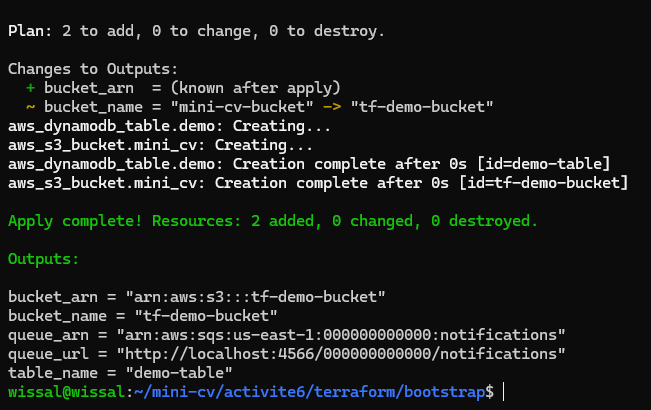 Plan: 2 to add, 0 to change, 0 to destroy.
Changes to Outputs:
+ bucket_arn  = (known after apply)
~ bucket_name = "mini-cv-bucket" -> "tf-demo-bucket"
aws_dynamodb_table.demo: Creating...
aws_s3_bucket.mini_cv: Creating...
aws_dynamodb_table.demo: Creation complete after 0s [id=demo-table]
aws_s3_bucket.mini_cv: Creation complete after 0s [id=tf-demo-bucket]
Apply complete! Resources: 2 added, 0 changed, 0 destroyed.
Outputs:
bucket_arn = "arn:aws:s3:::tf-demo-bucket"
bucket_name = "tf-demo-bucket"
queue_arn = "arn:aws:sqs:us-east-1:000000000000:notifications"
queue_url = "http://localhost:4566/000000000000/notifications"
table_name = "demo-table"
wissal@wissal:~/mini-cv/activite6/terraform/bootstrap$